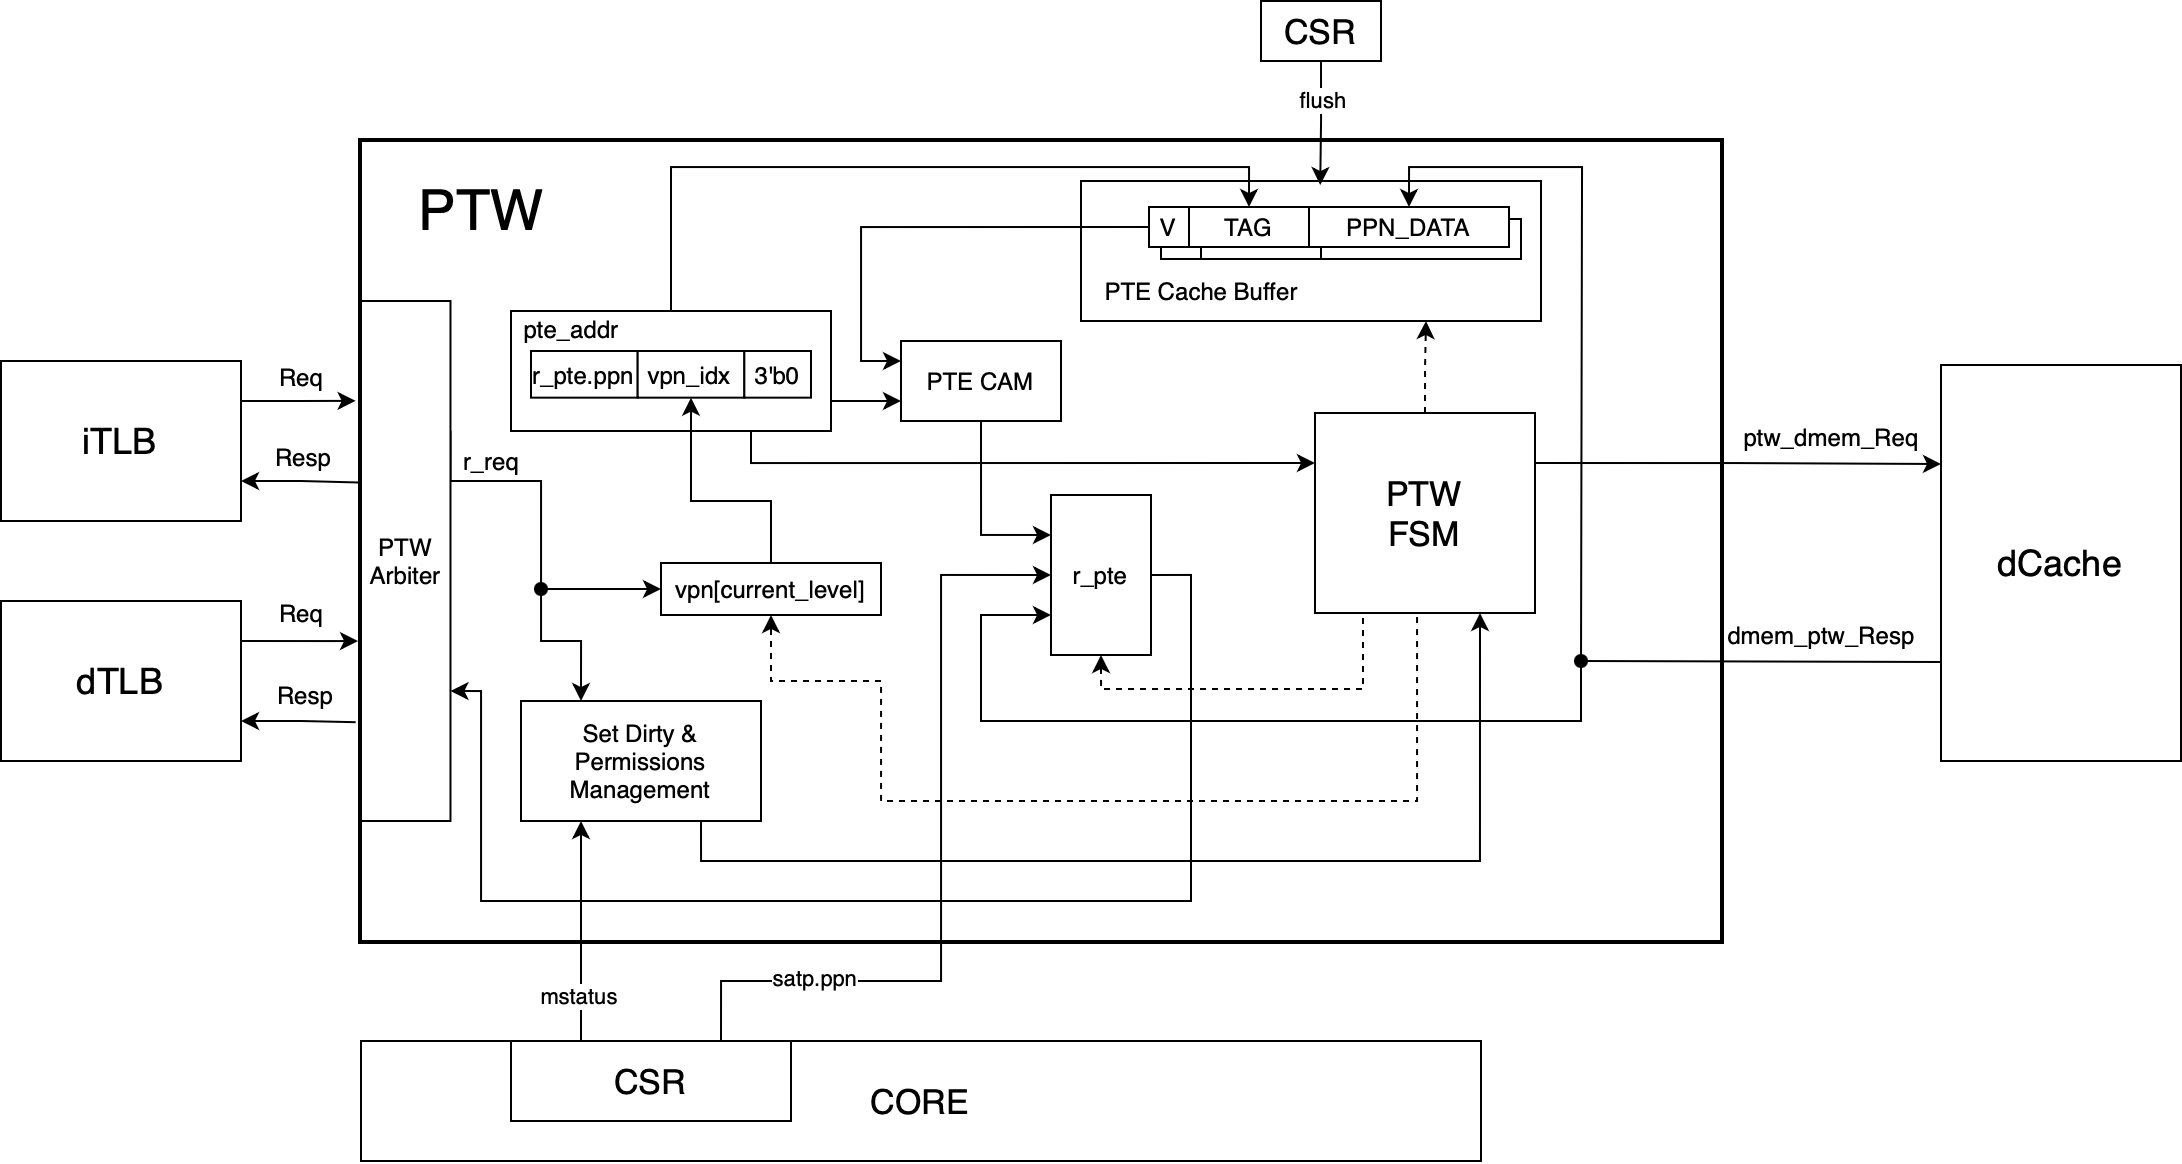 CSR
flush
PTW
V
TAG
PPN_DATA
PTE Cache Buffer
pte_addr
r_pte.ppn
vpn_idx
3'b0
PTE CAM
iTLB
Req
Resp
r_req
PTW
FSM
ptw_dmem_Req
dCache
PTW
Arbiter
vpn[current_level]
r_pte
dTLB
Req
Resp
dmem_ptw_Resp
Set Dirty &
Permissions
Management
mstatus
satp.ppn
CSR
CORE